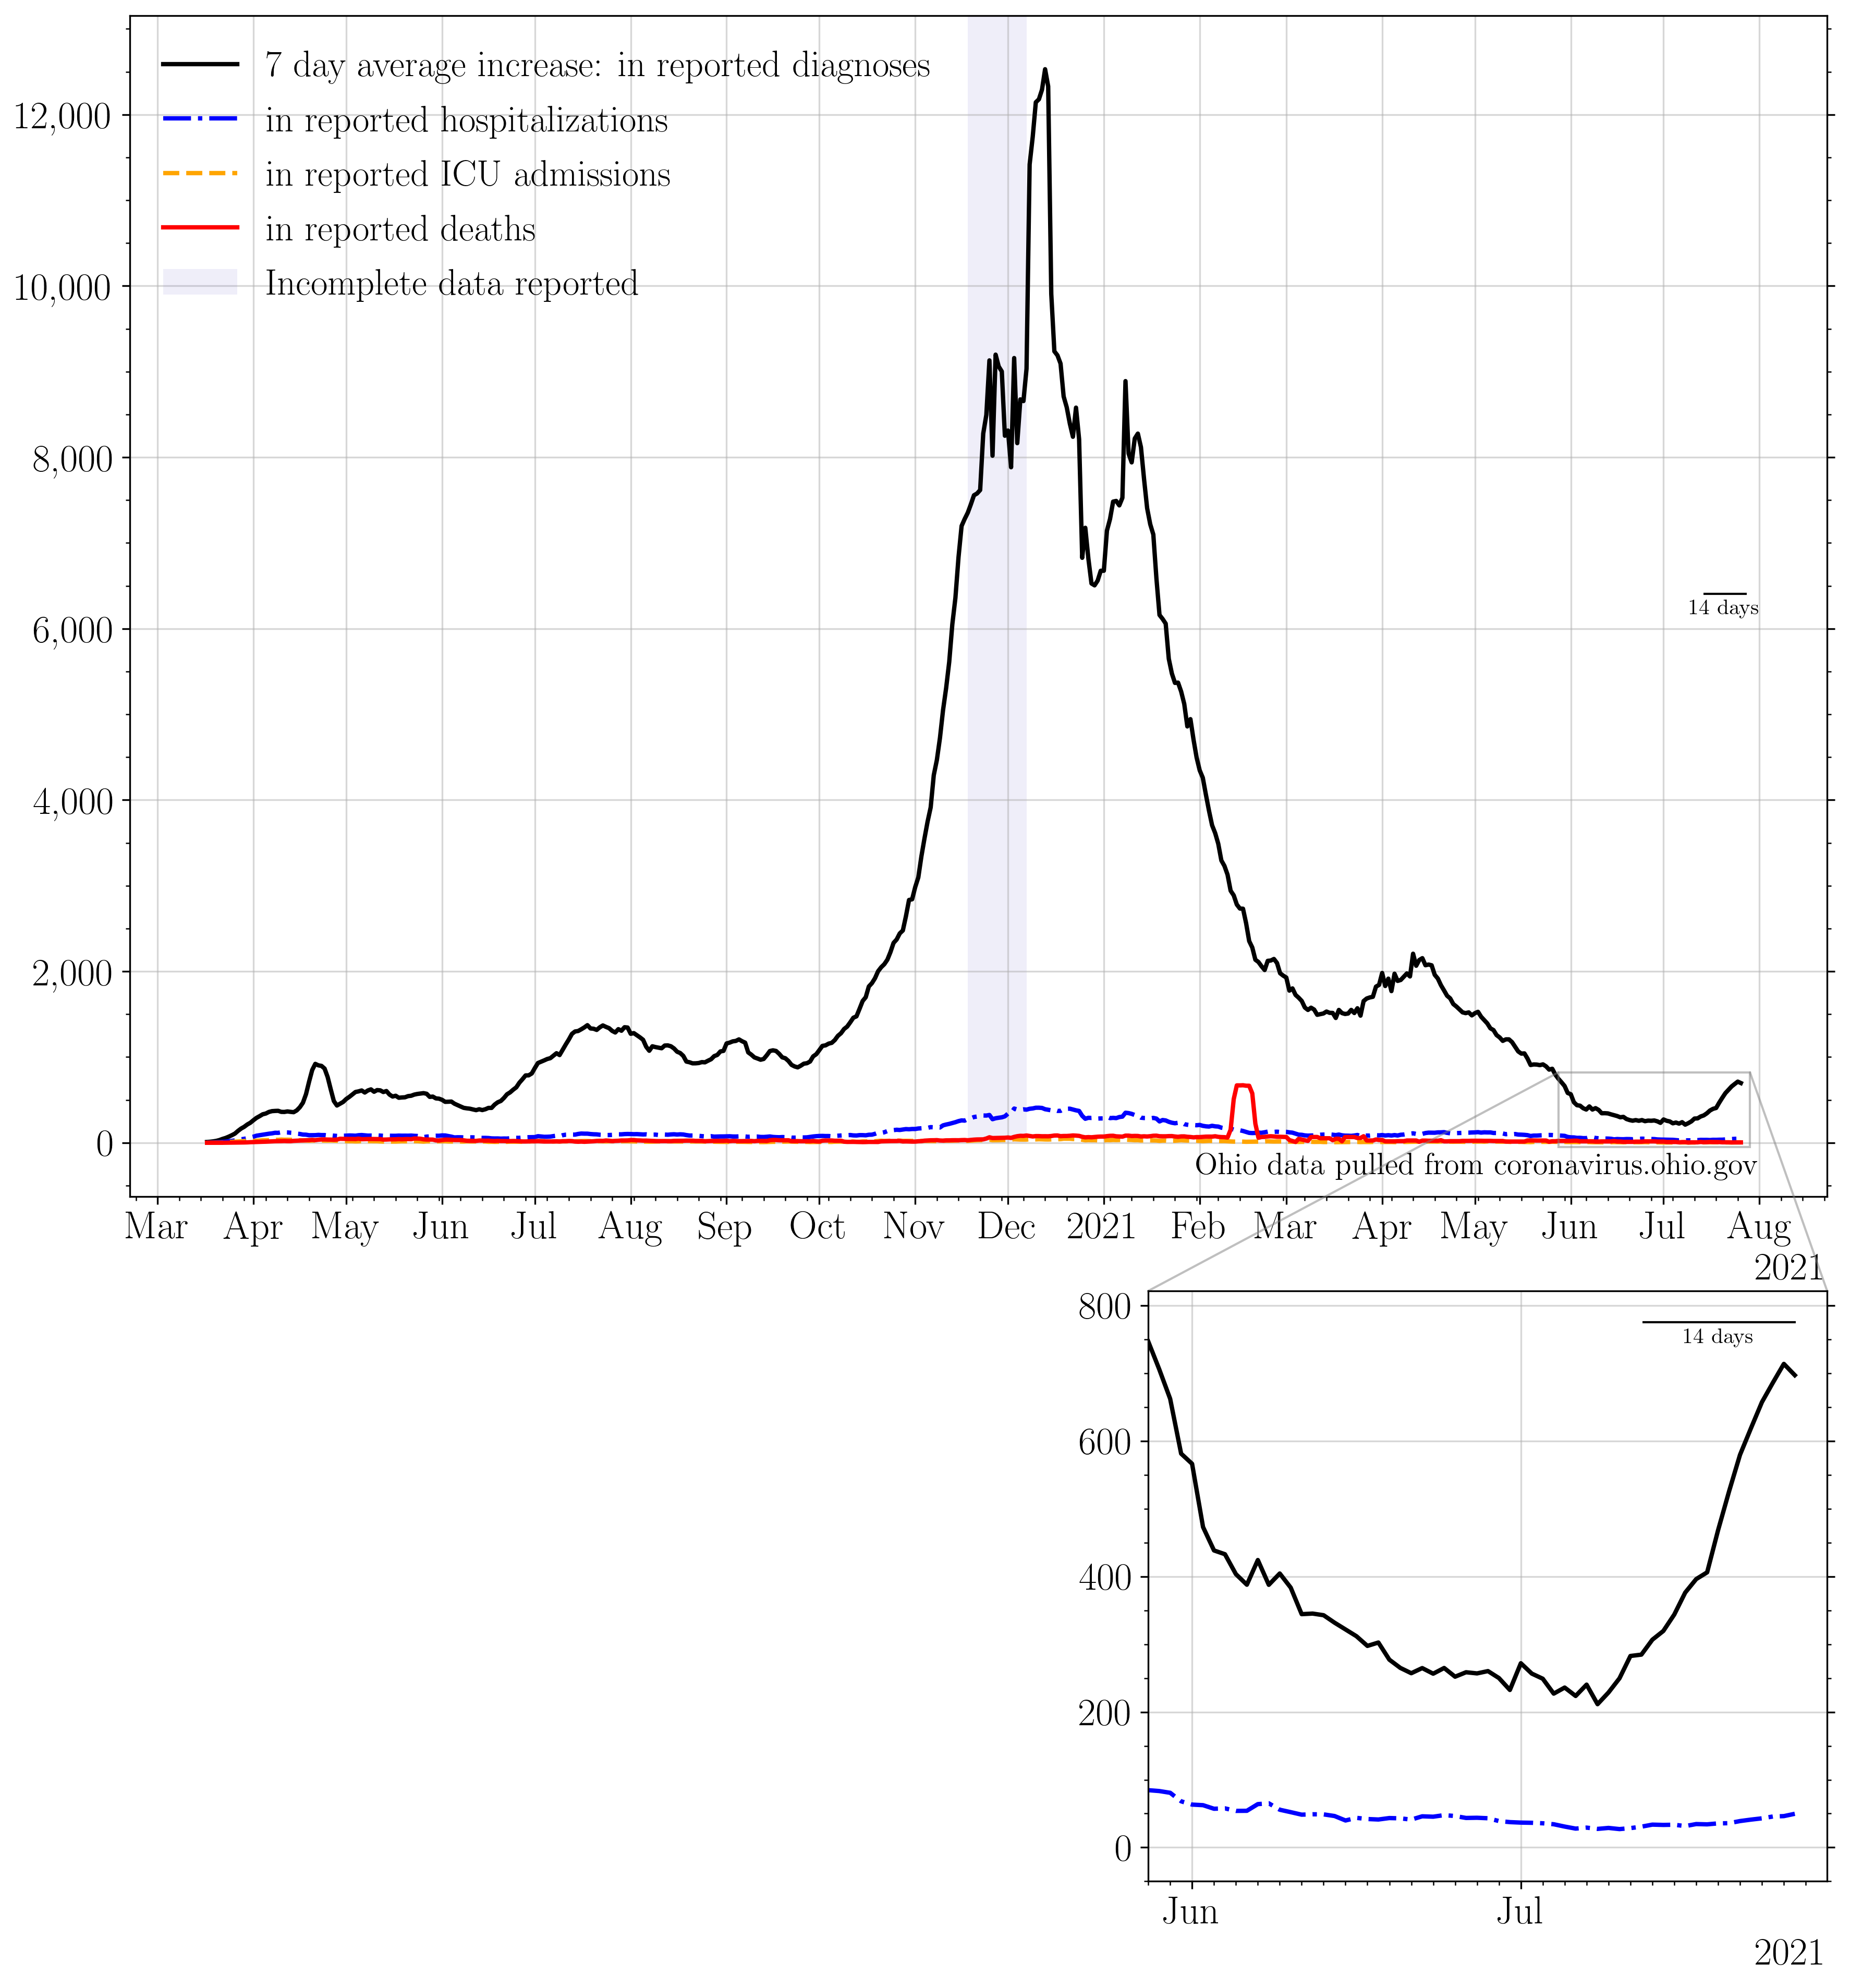 7 day average increase: in reported diagnoses
in reported hospitalizations
in reported ICU admissions
in reported deaths
Incomplete data reported
12,000
10,000
8,000
6,000
4,000
2,000
0
14 days
Ohio data pulled from coronavirus.ohio.gov
Mar Apr May Jun Jul Aug Sep Oct Nov Dec 2021 Feb Mar Apr May Jun Jul Aug
2021
800
600
400
200
0
14 days
Jun Jul
2021